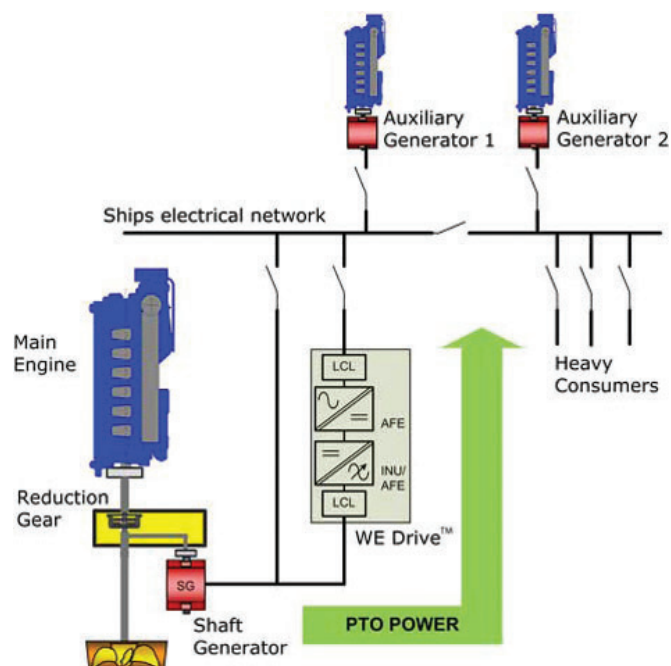 Auxiliary
Generator 1
Auxiliary
Generator 2
Ships electrical network
Main
Engine
LCL
AFE
INU/
AFE
LCL
WE Drive™
Heavy
Consumers
Reduction
Gear
SG
Shaft
Generator
PTO POWER